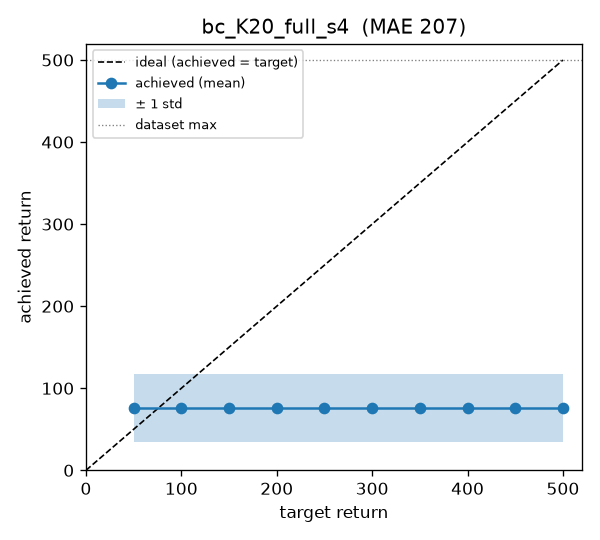 bc_K20_full_s4  (MAE 207)
ideal (achieved = target)
achieved (mean)
± 1 std
dataset max
achieved return
500
400
300
200
100
0
0 100 200 300 400 500
target return